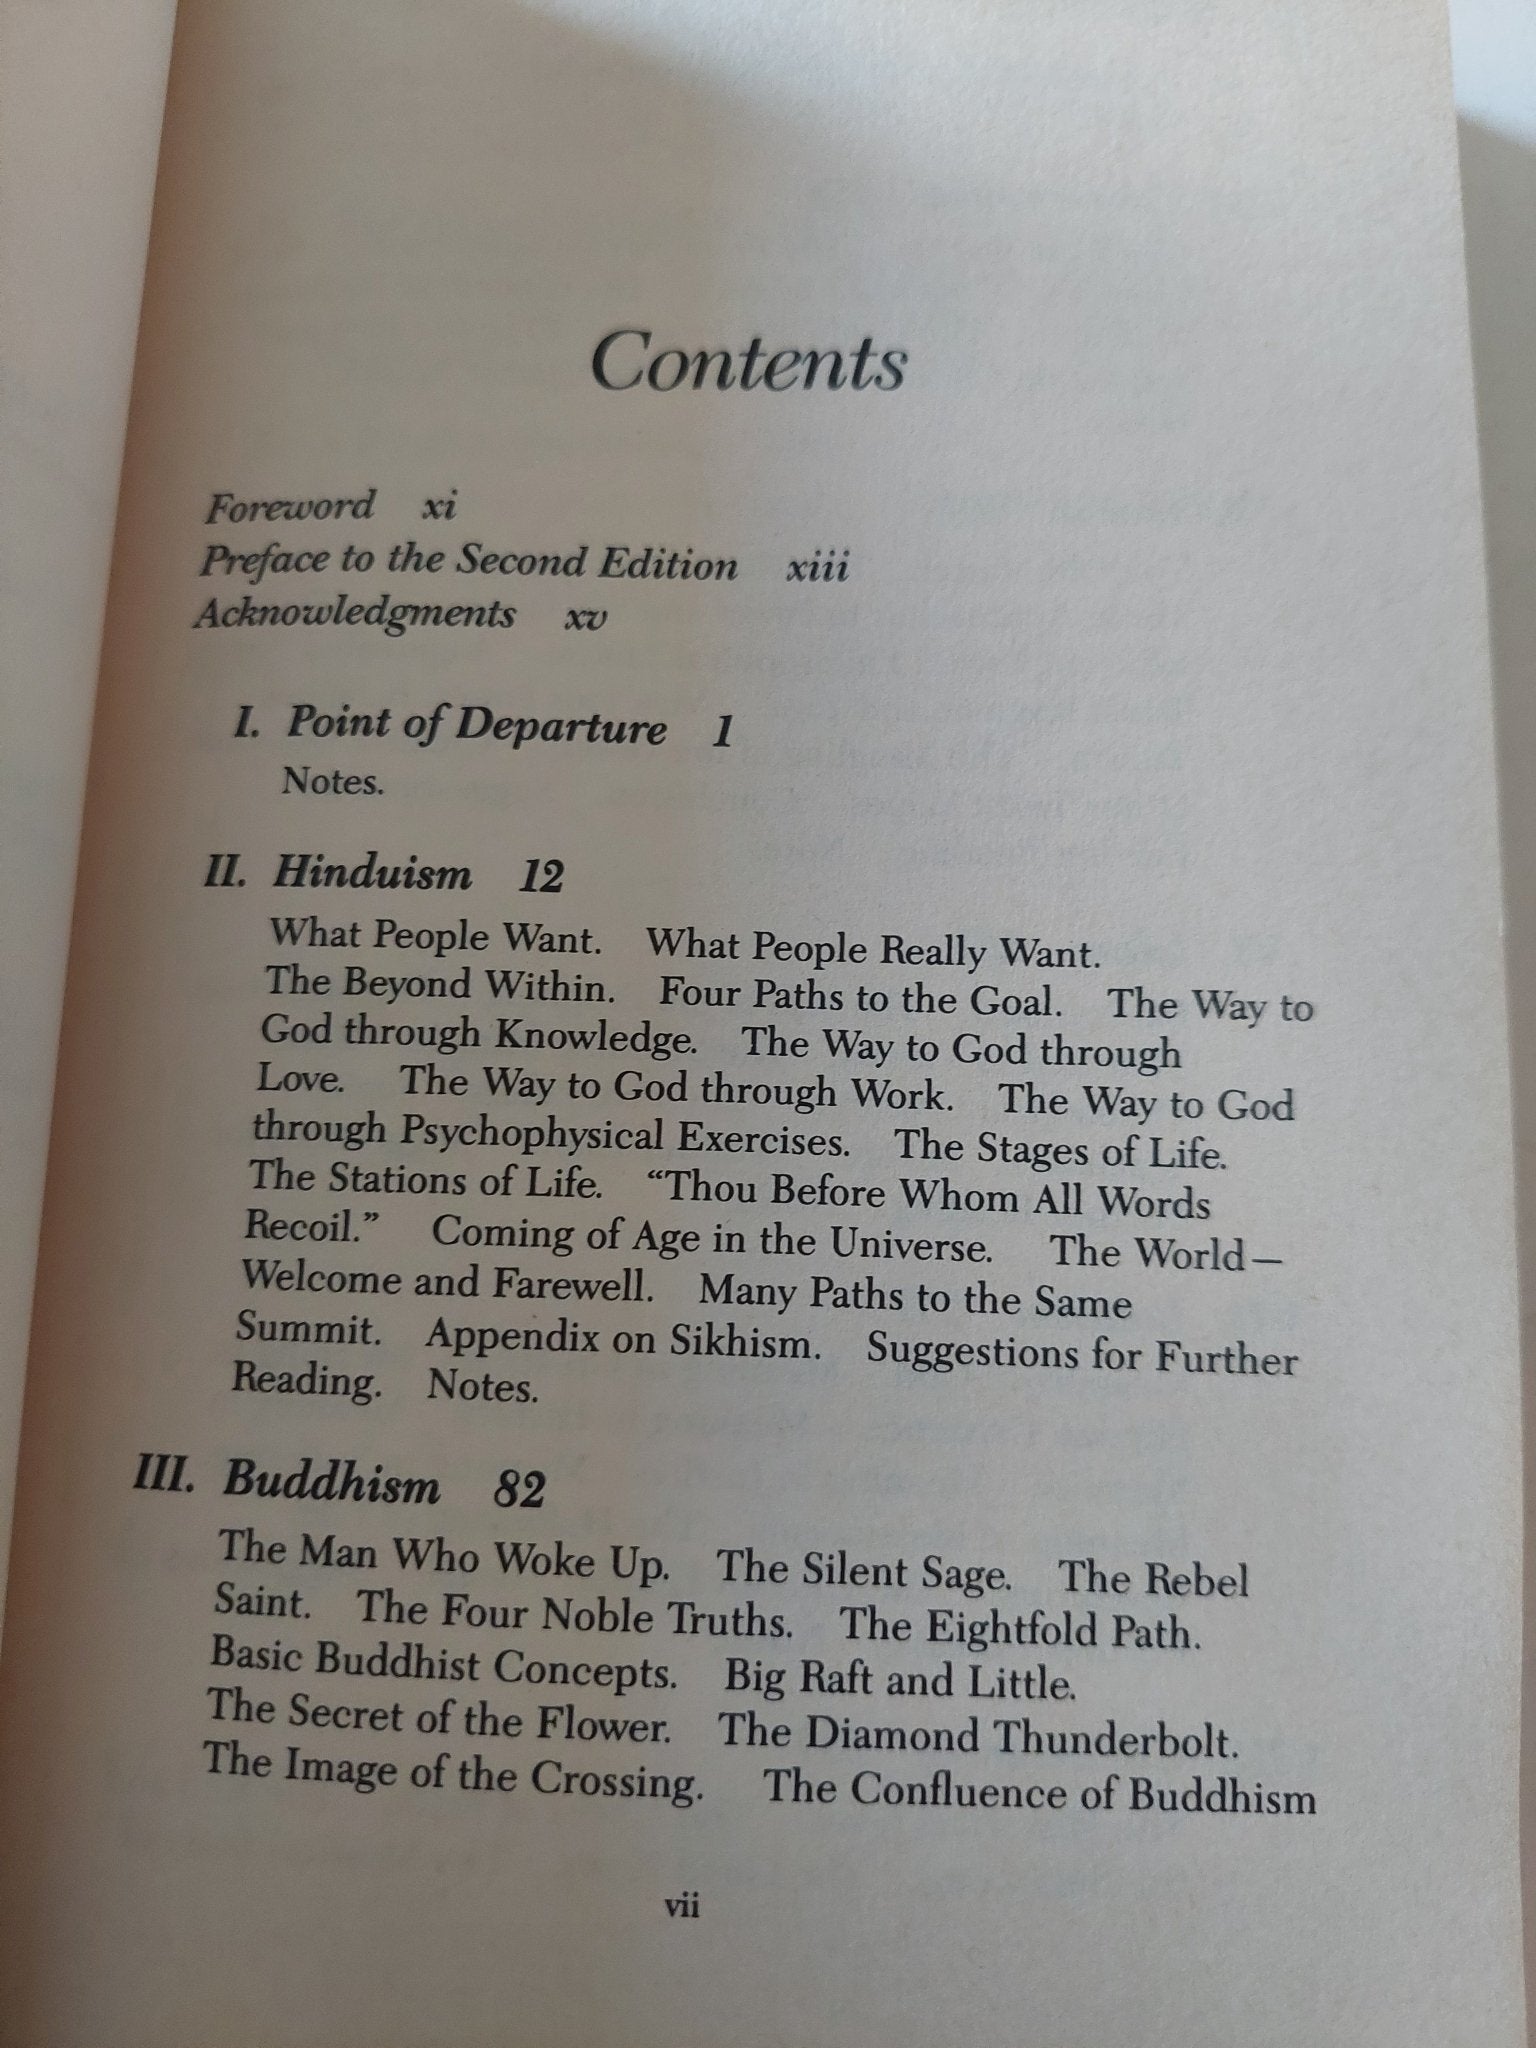 Contents
Foreword xi
Preface to the Second Edition xiii
Acknowledgments xv
I. Point of Departure 1
Notes.
II. Hinduism 12
What People Want. What People Really Want.
The Beyond Within. Four Paths to the Goal. The Way to
God through Knowledge. The Way to God through
Love. The Way to God through Work. The Way to God
through Psychophysical Exercises. The Stages of Life.
The Stations of Life. “Thou Before Whom All Words
Recoil.” Coming of Age in the Universe. The World—
Welcome and Farewell. Many Paths to the Same
Summit. Appendix on Sikhism. Suggestions for Further
Reading. Notes.
III. Buddhism 82
The Man Who Woke Up. The Silent Sage. The Rebel
Saint. The Four Noble Truths. The Eightfold Path.
Basic Buddhist Concepts. Big Raft and Little.
The Secret of the Flower. The Diamond Thunderbolt.
The Image of the Crossing. The Confluence of Buddhism
vii